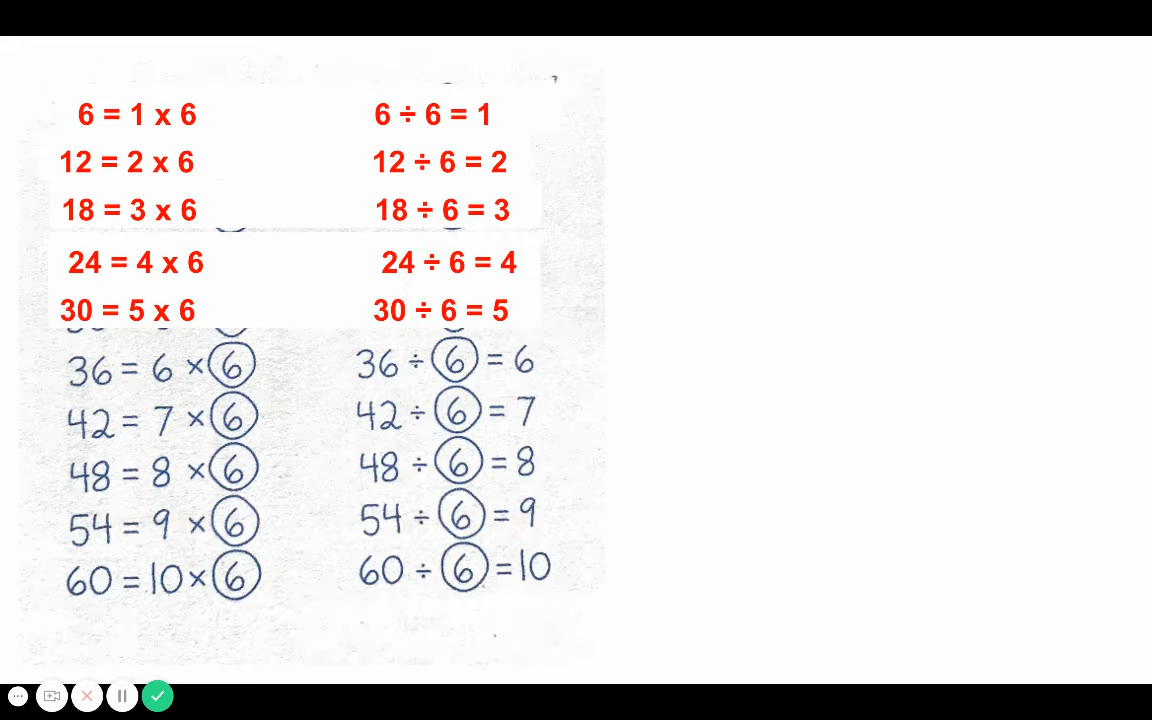 6 = 1 x 6 6 ÷ 6 = 1
12 = 2 x 6 12 ÷ 6 = 2
18 = 3 x 6 18 ÷ 6 = 3
24 = 4 x 6 24 ÷ 6 = 4
30 = 5 x 6 30 ÷ 6 = 5
36 = 6 × 6 36 ÷ 6 = 6
42 = 7 × 6 42 ÷ 6 = 7
48 = 8 × 6 48 ÷ 6 = 8
54 = 9 × 6 54 ÷ 6 = 9
60 = 10 × 6 60 ÷ 6 = 10